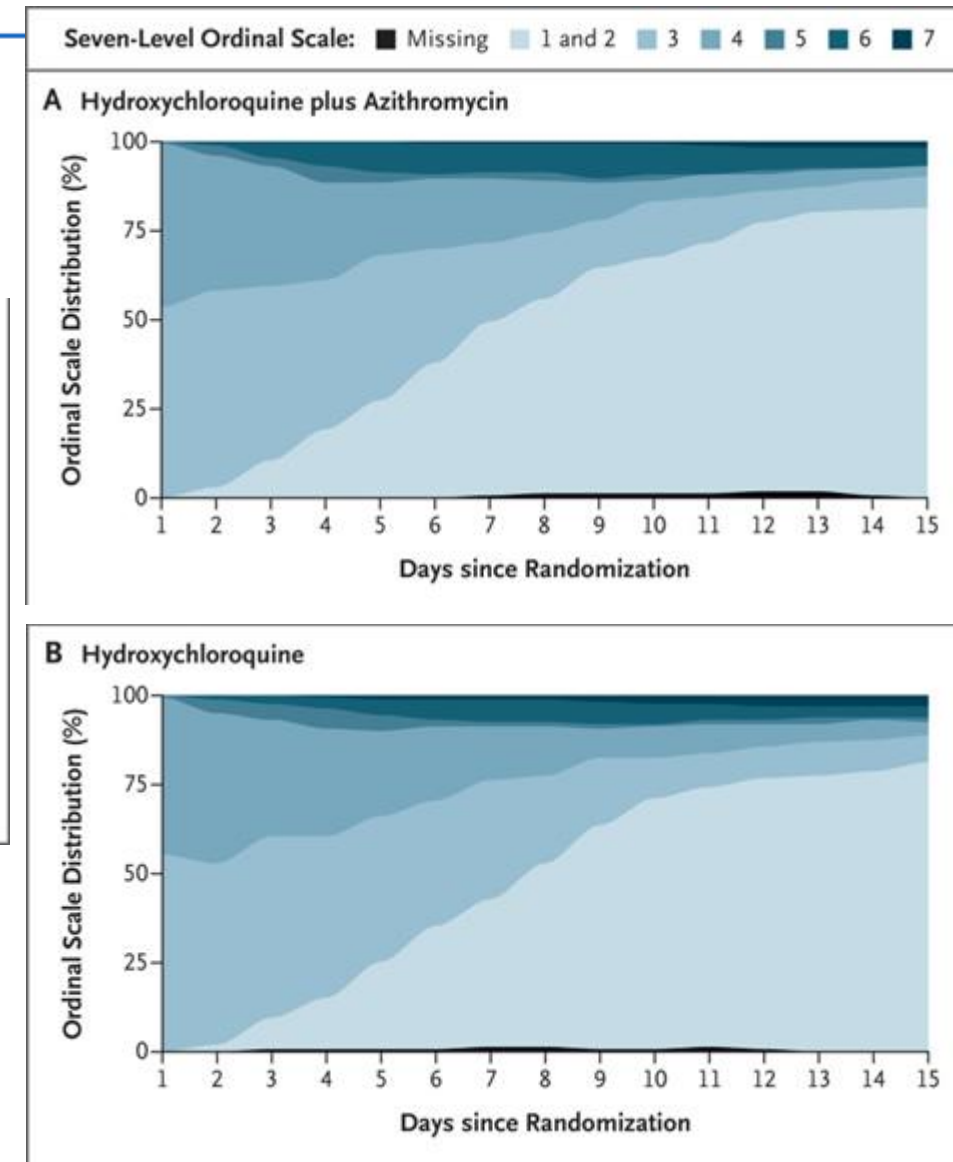 Seven-Level Ordinal Scale: Missing 1 and 2 3 4 5 6 7
A Hydroxychloroquine plus Azithromycin
Ordinal Scale Distribution (%)
100
75
50
25
0
1 2 3 4 5 6 7 8 9 10 11 12 13 14 15
Days since Randomization
B Hydroxychloroquine
Ordinal Scale Distribution (%)
100
75
50
25
0
1 2 3 4 5 6 7 8 9 10 11 12 13 14 15
Days since Randomization